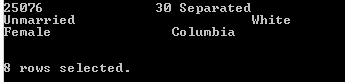 25076 30 Separated
Unmarried White
Female Columbia
8 rows selected.